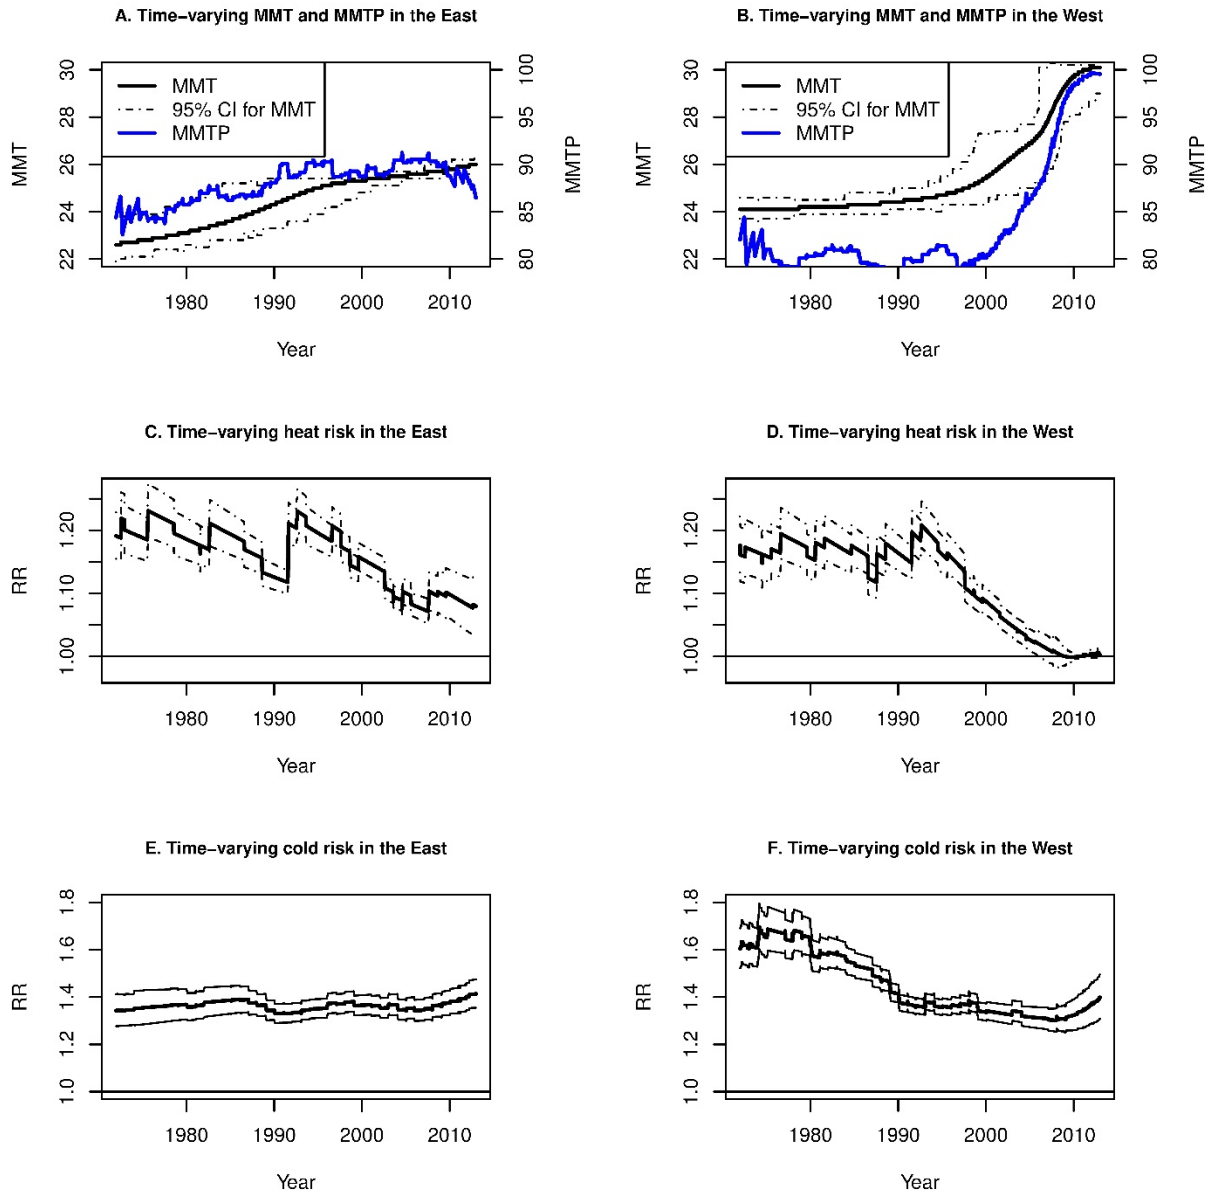 A. Time-varying MMT and MMTP in the East
MMT
30
28
26
24
22
MMT
95% CI for MMT
MMTP
100
95
90
85
80
MMTP
1980 1990 2000 2010
Year
B. Time-varying MMT and MMTP in the West
MMT
30
28
26
24
22
MMT
95% CI for MMT
MMTP
100
95
90
85
80
MMTP
1980 1990 2000 2010
Year
C. Time-varying heat risk in the East
RR
1.20
1.10
1.00
1980 1990 2000 2010
Year
D. Time-varying heat risk in the West
RR
1.20
1.10
1.00
1980 1990 2000 2010
Year
E. Time-varying cold risk in the East
RR
1.8
1.6
1.4
1.2
1.0
1980 1990 2000 2010
Year
F. Time-varying cold risk in the West
RR
1.8
1.6
1.4
1.2
1.0
1980 1990 2000 2010
Year